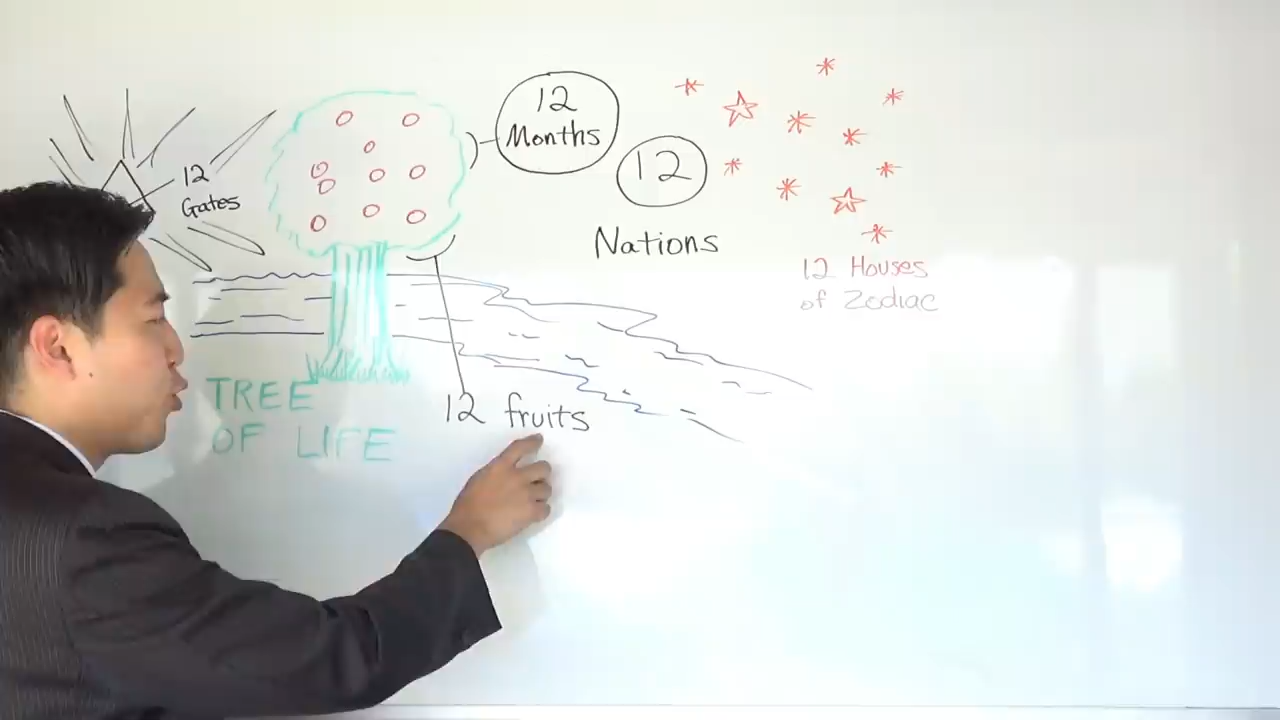 12
Gates
12
Months
12
Nations
12 Houses
of Zodiac
TREE
OF LIFE
12 fruits